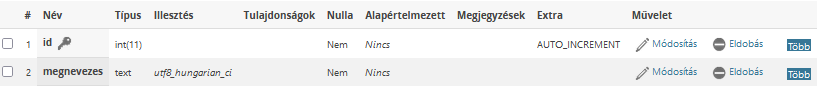 # Név Típus Illesztés Tulajdonságok Nulla Alapértelmezett Megjegyzések Extra Művelet
1 id int(11) Nem Nincs AUTO_INCREMENT Módosítás Eldobás Több
2 megnevezes text utf8_hungarian_ci Nem Nincs Módosítás Eldobás Több